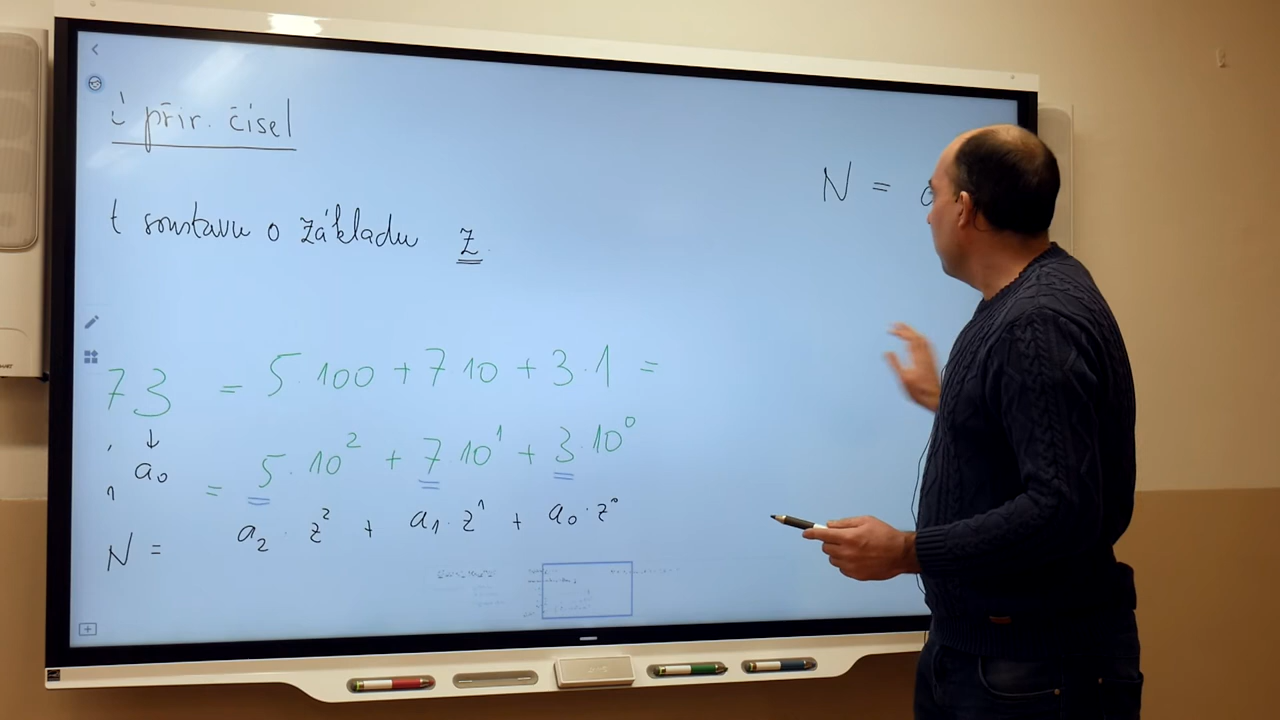 í přir. čísel
N =
t soustavu o základu z
73 = 5·100 + 7·10 + 3·1 =
↓
a₀
= 5·10² + 7·10¹ + 3·10⁰
1
N = a₂·z² + a₁·z¹ + a₀·z⁰